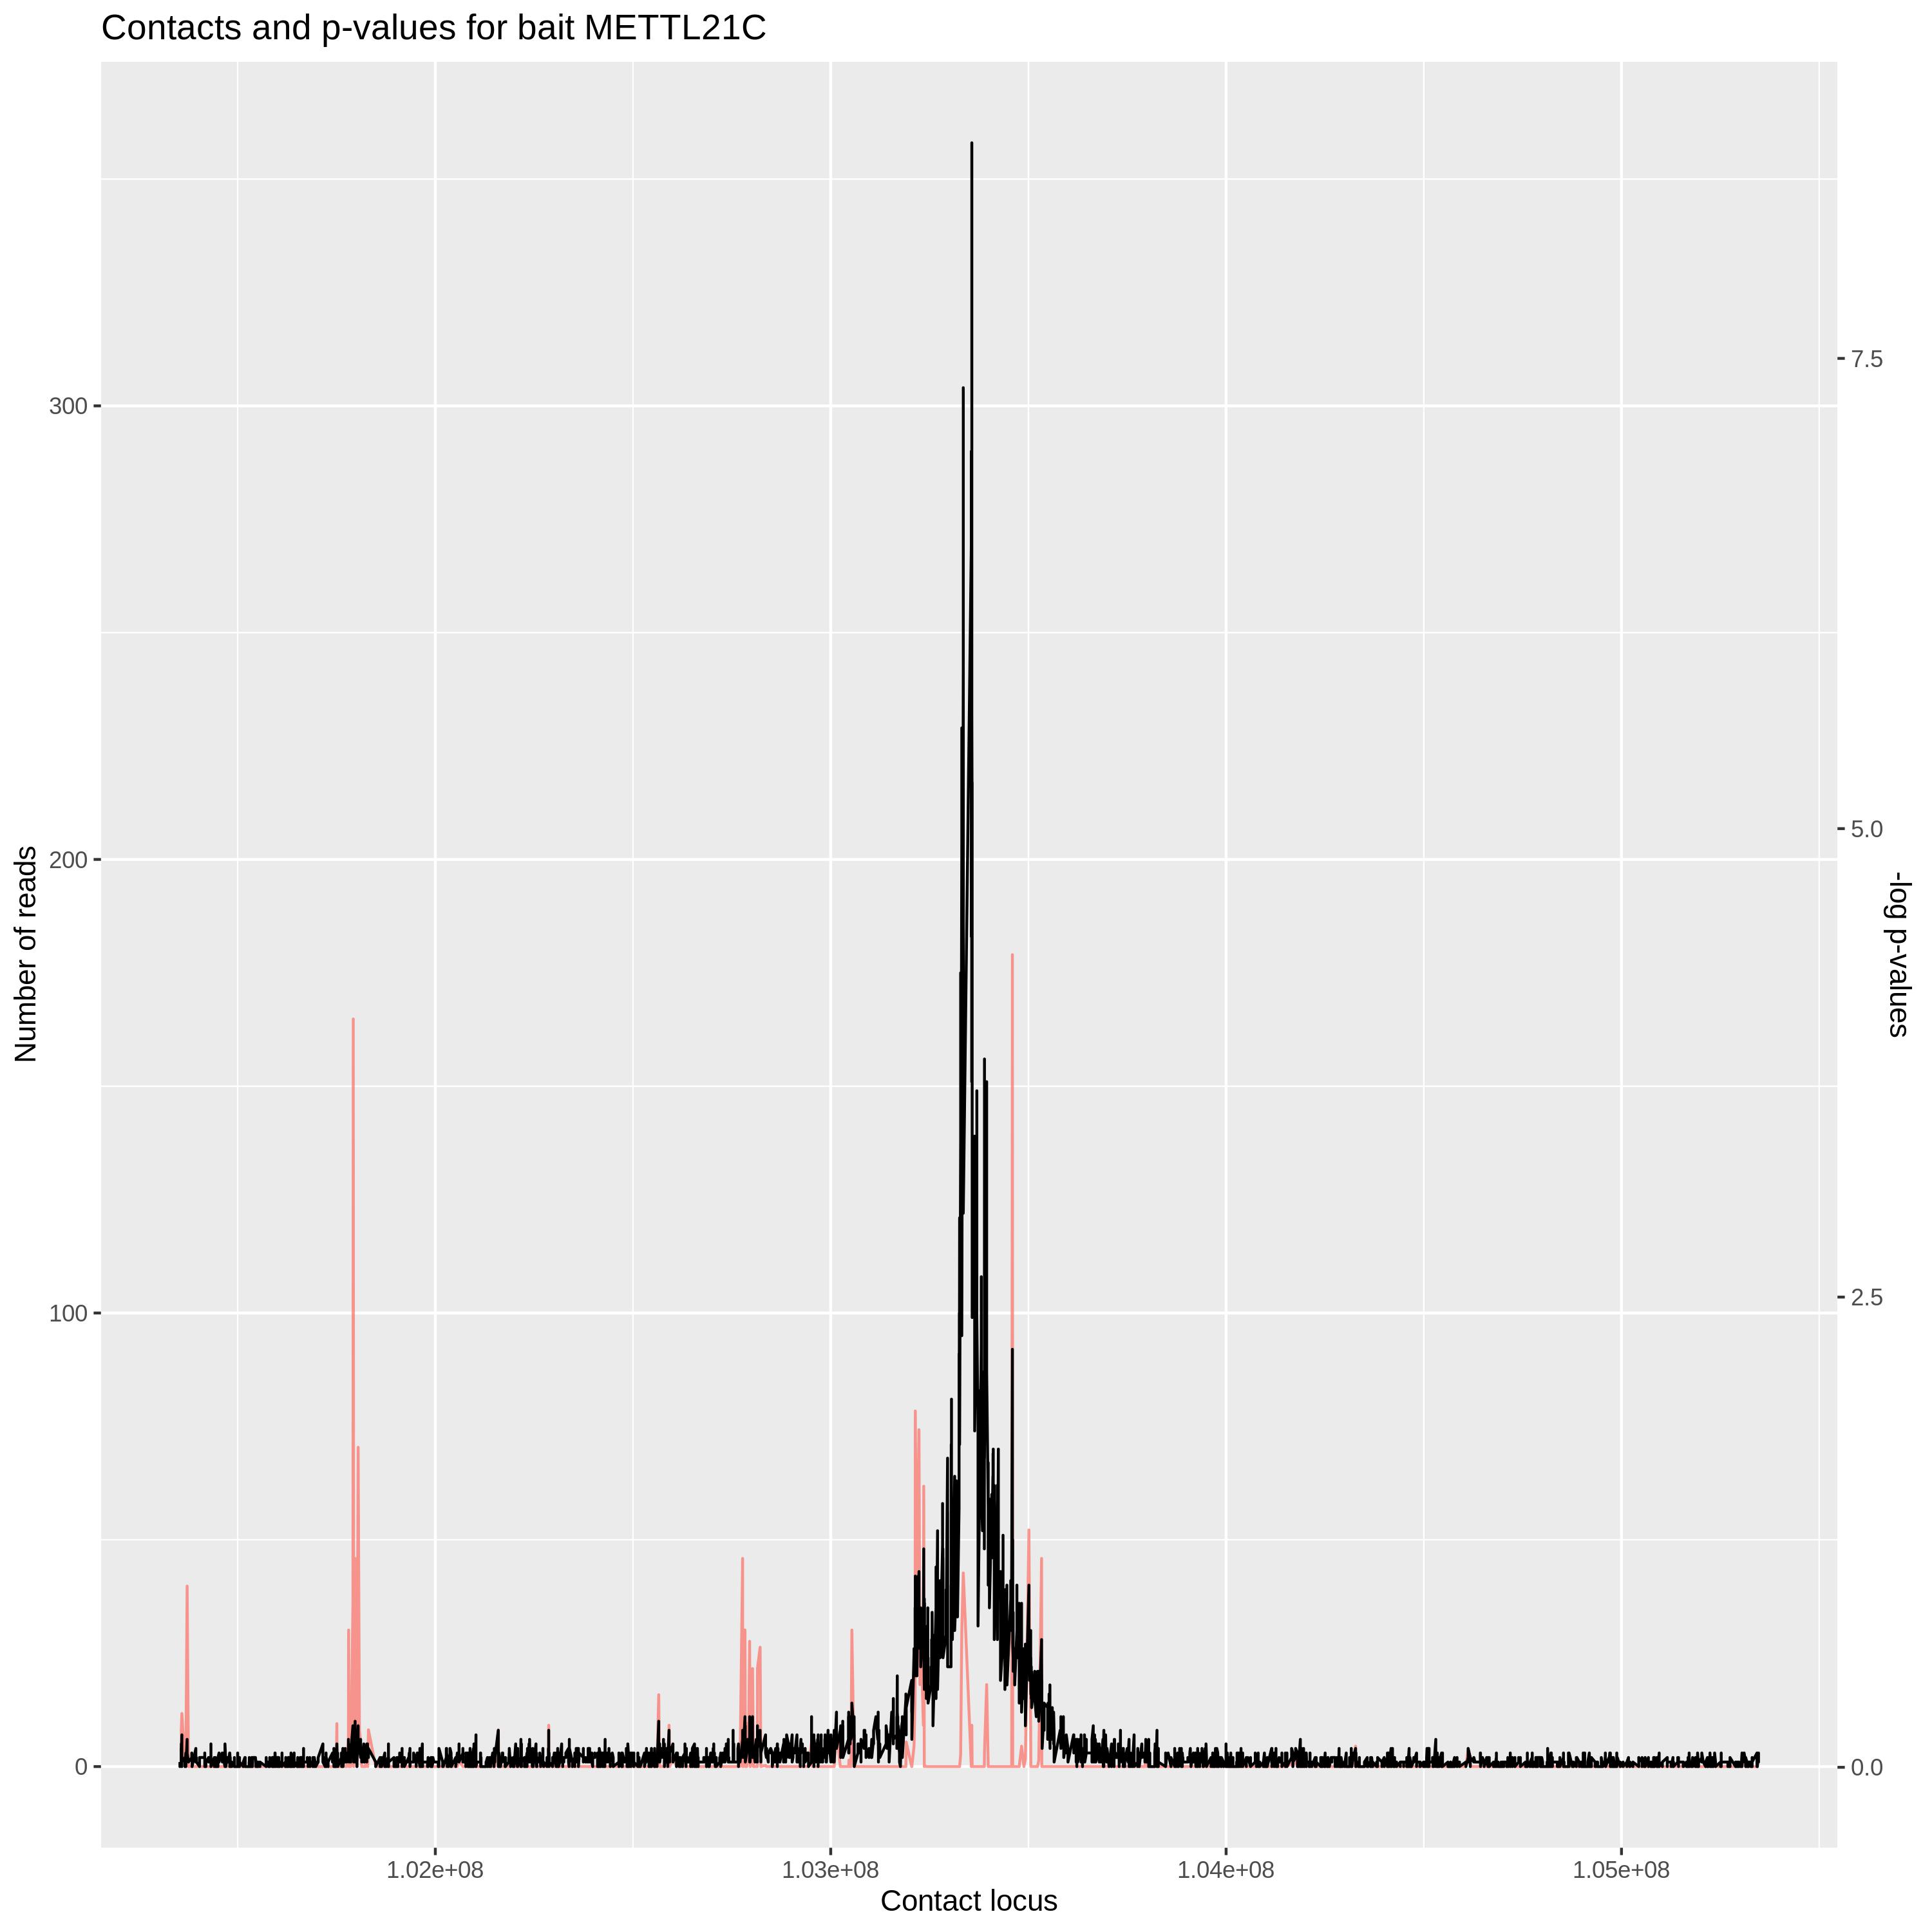 Contacts and p-values for bait METTL21C
300
200
100
0
7.5
5.0
2.5
0.0
Number of reads
-log p-values
1.02e+08
1.03e+08
1.04e+08
1.05e+08
Contact locus